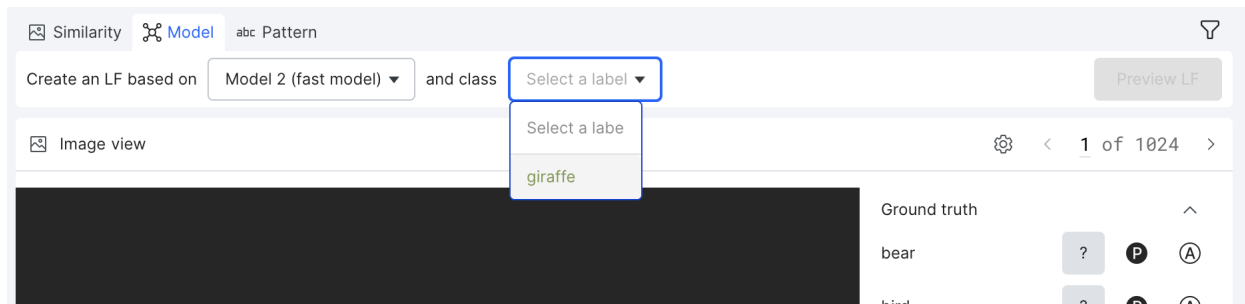 Similarity Model abc Pattern
Create an LF based on Model 2 (fast model) and class Select a label Preview LF
Select a labe
Image view 1 of 1024
giraffe
Ground truth
bear ? P A
bird ? P A